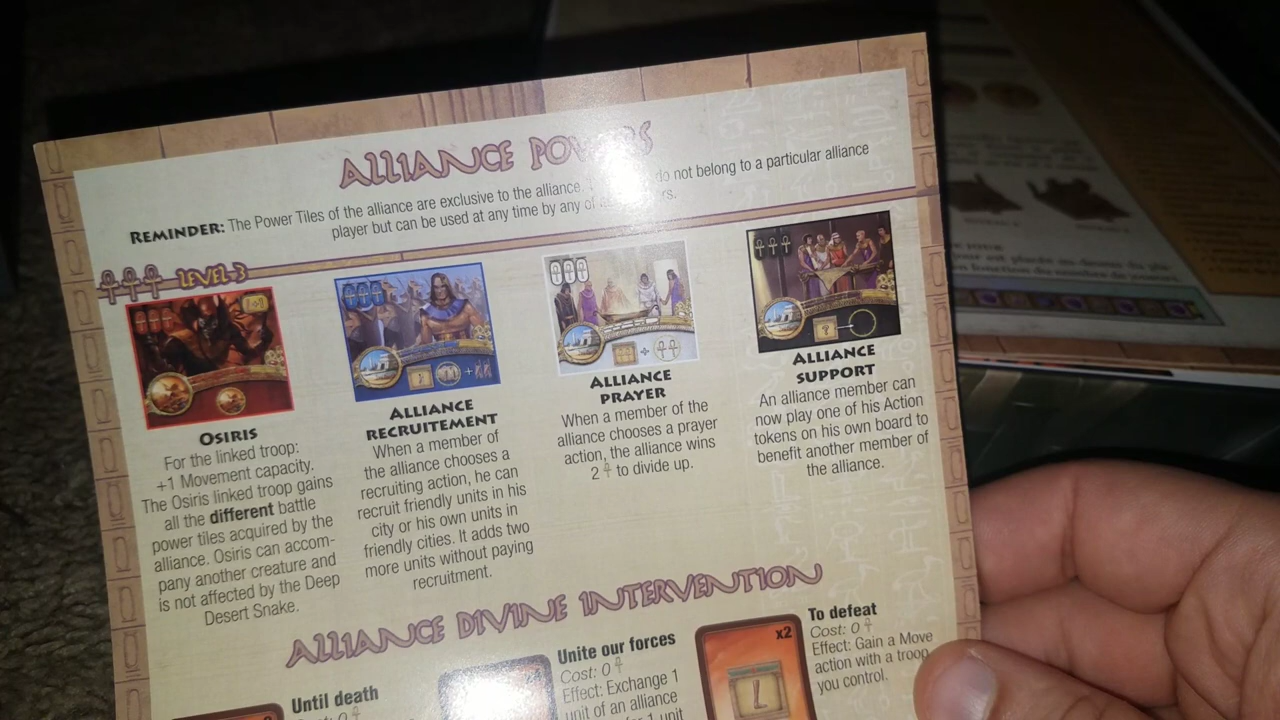 ALLIANCE POWERS
REMINDER: The Power Tiles of the alliance are exclusive to the alliance. do not belong to a particular alliance
player but can be used at any time by any of
LEVEL 3
OSIRIS
For the linked troop:
+1 Movement capacity.
The Osiris linked troop gains
all the different battle
power tiles acquired by the
alliance. Osiris can accom-
pany another creature and
is not affected by the Deep
Desert Snake.
ALLIANCE
RECRUITEMENT
When a member of
the alliance chooses a
recruiting action, he can
recruit friendly units in his
city or his own units in
friendly cities. It adds two
more units without paying
recruitment.
ALLIANCE
PRAYER
When a member of the
alliance chooses a prayer
action, the alliance wins
2 to divide up.
ALLIANCE
SUPPORT
An alliance member can
now play one of his Action
tokens on his own board to
benefit another member of
the alliance.
ALLIANCE DIVINE INTERVENTION
Until death
Unite our forces
Cost: 0
Effect: Exchange 1
unit of an alliance
x2
To defeat
Cost: 0
Effect: Gain a Move
action with a troop
you control.